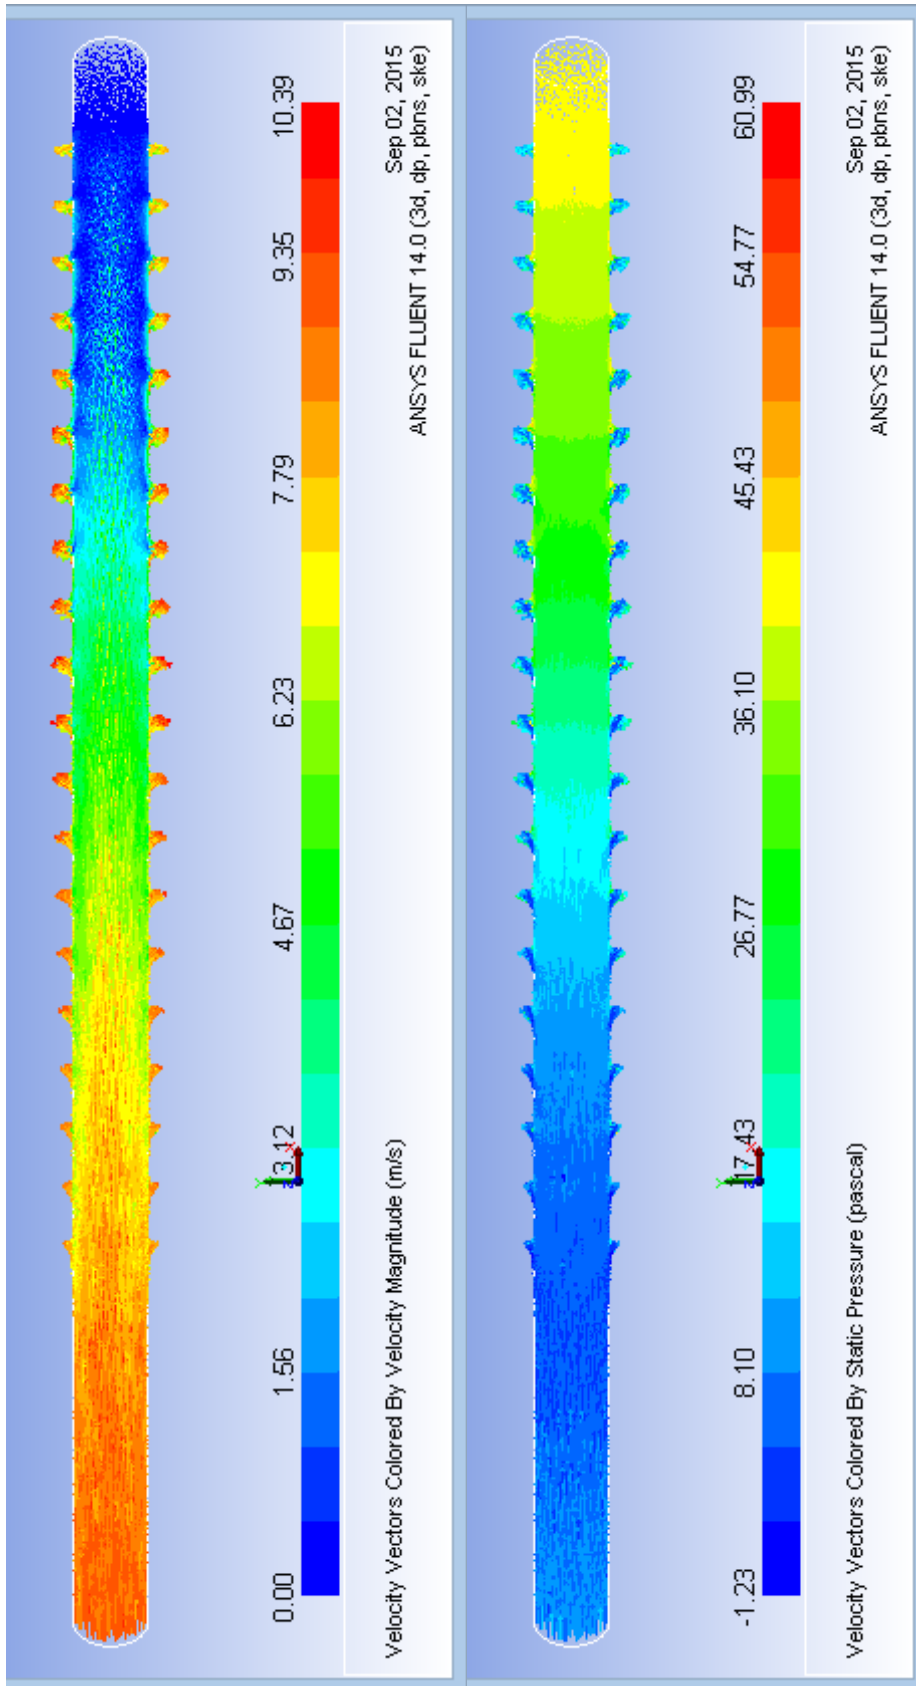 0.00 1.56 3.12 4.67 6.23 7.79 9.35 10.39
Velocity Vectors Colored By Velocity Magnitude (m/s)
Sep 02, 2015
ANSYS FLUENT 14.0 (3d, dp, pbns, ske)
-1.23 8.10 17.43 26.77 36.10 45.43 54.77 60.99
Velocity Vectors Colored By Static Pressure (pascal)
Sep 02, 2015
ANSYS FLUENT 14.0 (3d, dp, pbns, ske)